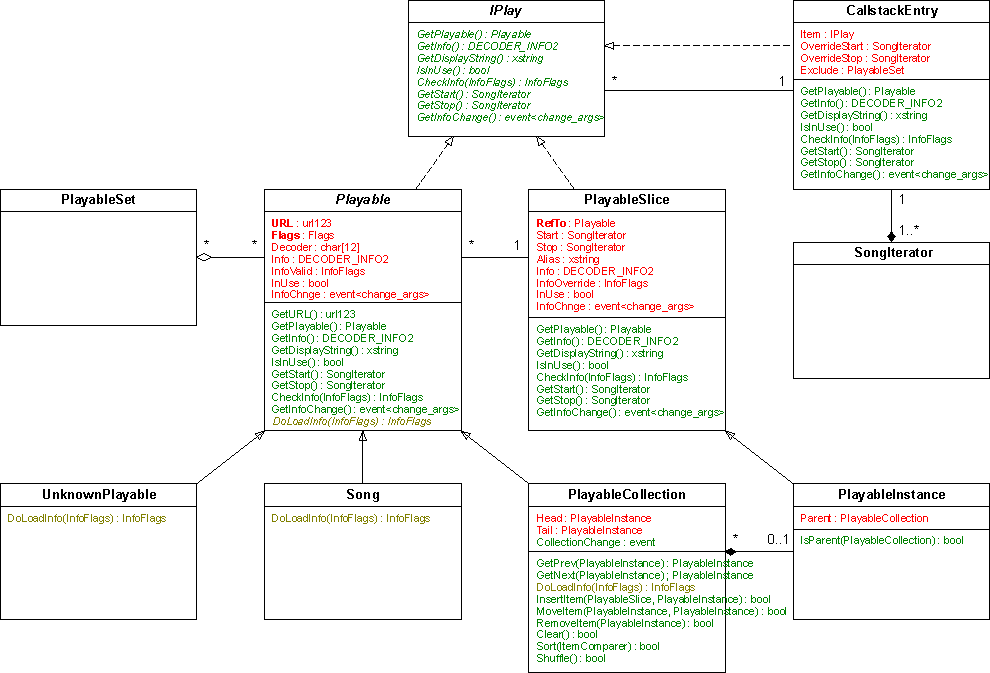 IPlay
GetPlayable() : Playable
GetInfo() : DECODER_INFO2
GetDisplayString() : xstring
IsInUse() : bool
CheckInfo(InfoFlags) : InfoFlags
GetStart() : SongIterator
GetStop() : SongIterator
GetInfoChange() : event<change_args>
CallstackEntry
Item : IPlay
OverrideStart : SongIterator
OverrideStop : SongIterator
Exclude : PlayableSet
GetPlayable() : Playable
GetInfo() : DECODER_INFO2
GetDisplayString() : xstring
IsInUse() : bool
CheckInfo(InfoFlags) : InfoFlags
GetStart() : SongIterator
GetStop() : SongIterator
GetInfoChange() : event<change_args>
*
1
1
1..*
PlayableSet
*
*
Playable
URL : url123
Flags : Flags
Decoder : char[12]
Info : DECODER_INFO2
InfoValid : InfoFlags
InUse : bool
InfoChnge : event<change_args>
GetURL() : url123
GetPlayable() : Playable
GetInfo() : DECODER_INFO2
GetDisplayString() : xstring
IsInUse() : bool
GetStart() : SongIterator
GetStop() : SongIterator
CheckInfo(InfoFlags) : InfoFlags
GetInfoChange() : event<change_args>
DoLoadInfo(InfoFlags) : InfoFlags
*
1
PlayableSlice
RefTo : Playable
Start : SongIterator
Stop : SongIterator
Alias : xstring
Info : DECODER_INFO2
InfoOverride : InfoFlags
InUse : bool
InfoChnge : event<change_args>
GetPlayable() : Playable
GetInfo() : DECODER_INFO2
GetDisplayString() : xstring
IsInUse() : bool
CheckInfo(InfoFlags) : InfoFlags
GetStart() : SongIterator
GetStop() : SongIterator
GetInfoChange() : event<change_args>
SongIterator
UnknownPlayable
DoLoadInfo(InfoFlags) : InfoFlags
Song
DoLoadInfo(InfoFlags) : InfoFlags
PlayableCollection
Head : PlayableInstance
Tail : PlayableInstance
CollectionChange : event
GetPrev(PlayableInstance) : PlayableInstance
GetNext(PlayableInstance) ; PlayableInstance
DoLoadInfo(InfoFlags) : InfoFlags
InsertItem(PlayableSlice, PlayableInstance) : bool
MoveItem(PlayableInstance, PlayableInstance) : bool
RemoveItem(PlayableInstance) : bool
Clear() : bool
Sort(ItemComparer) : bool
Shuffle() : bool
*
0..1
PlayableInstance
Parent : PlayableCollection
IsParent(PlayableCollection) : bool